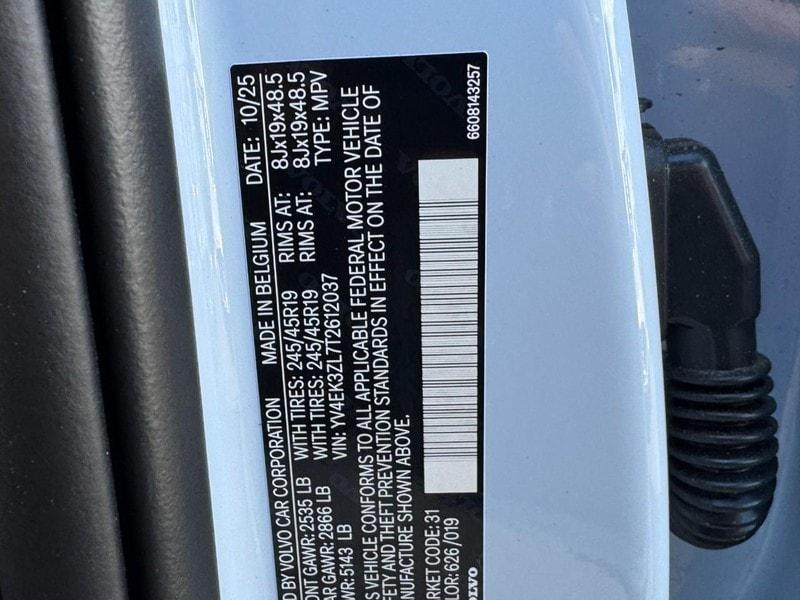 D BY VOLVO CAR CORPORATION MADE IN BELGIUM DATE: 10/25
ONT GAWR: 2535 LB WITH TIRES: 245/45R19 RIMS AT: 8Jx19x48.5
AR GAWR: 2866 LB WITH TIRES: 245/45R19 RIMS AT: 8Jx19x48.5
WR: 5143 LB VIN: YV4EK3ZL7T2612037 TYPE: MPV
S VEHICLE CONFORMS TO ALL APPLICABLE FEDERAL MOTOR VEHICLE
FETY AND THEFT PREVENTION STANDARDS IN EFFECT ON THE DATE OF
NUFACTURE SHOWN ABOVE.
RKET CODE: 31
LOR: 626 /019
OLVO
6608143257